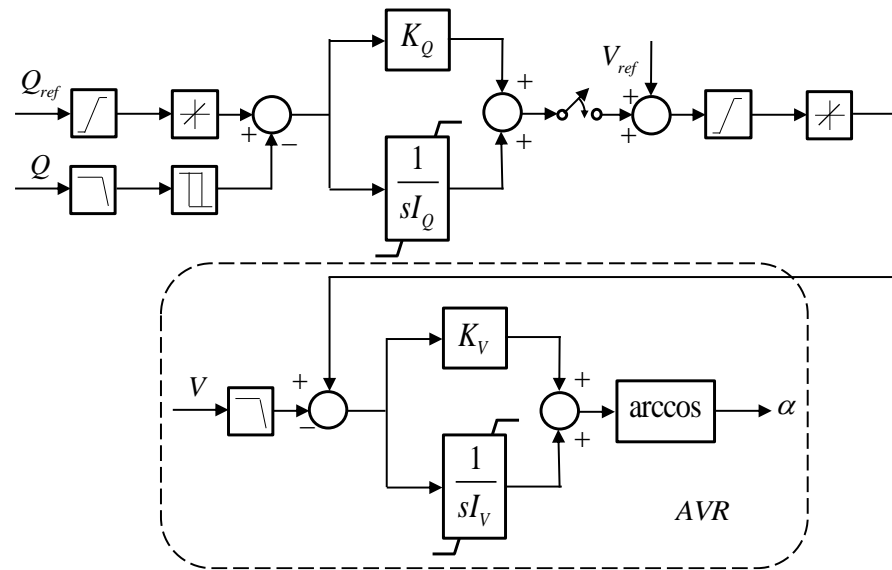 K_Q
Q_ref
V_ref
+
+
+
+
+
−
Q
1
sI_Q
K_V
V
+
−
+
+
arccos
α
1
sI_V
AVR